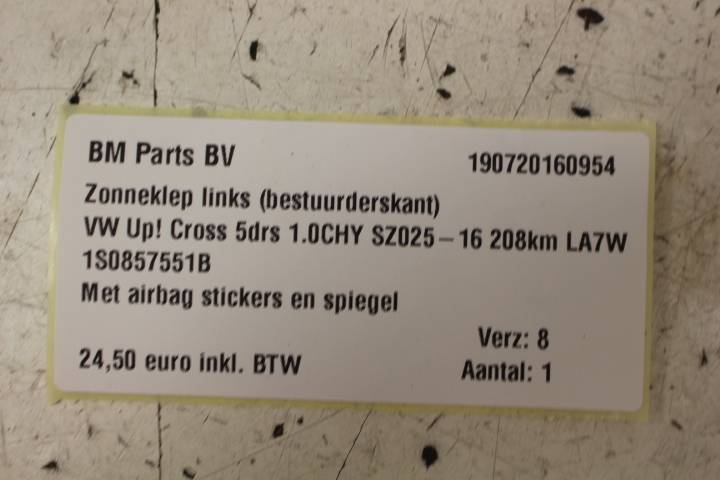 BM Parts BV 190720160954
Zonneklep links (bestuurderskant)
VW Up! Cross 5drs 1.0CHY SZ025-16 208km LA7W
1S0857551B
Met airbag stickers en spiegel
Verz: 8
24,50 euro inkl. BTW Aantal: 1